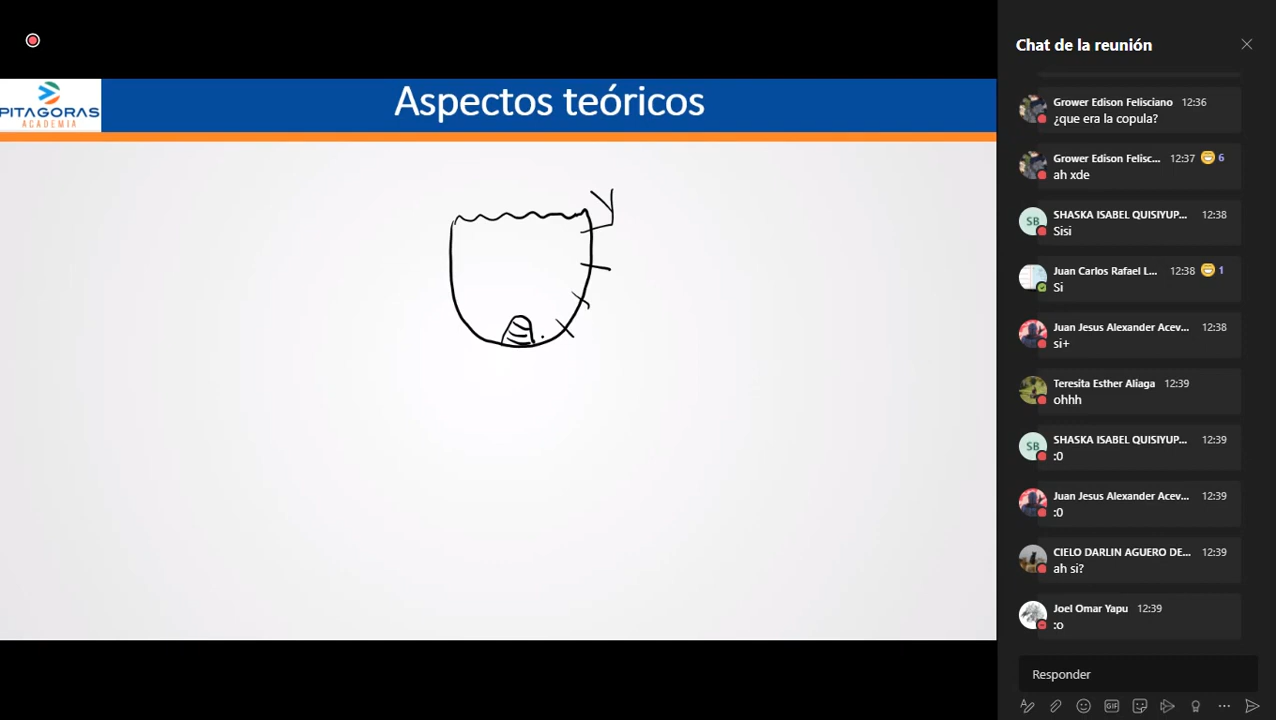 PITAGORAS
ACADEMIA
Aspectos teóricos
Chat de la reunión
Grower Edison Felisciano 12:36
¿que era la copula?
Grower Edison Felisc... 12:37 6
ah xde
SB SHASKA ISABEL QUISIYUP... 12:38
Sisi
Juan Carlos Rafael L... 12:38 1
Si
Juan Jesus Alexander Acev... 12:38
si+
Teresita Esther Aliaga 12:39
ohhh
SB SHASKA ISABEL QUISIYUP... 12:39
:0
Juan Jesus Alexander Acev... 12:39
:0
CIELO DARLIN AGUERO DE... 12:39
ah si?
Joel Omar Yapu 12:39
:o
Responder
GIF